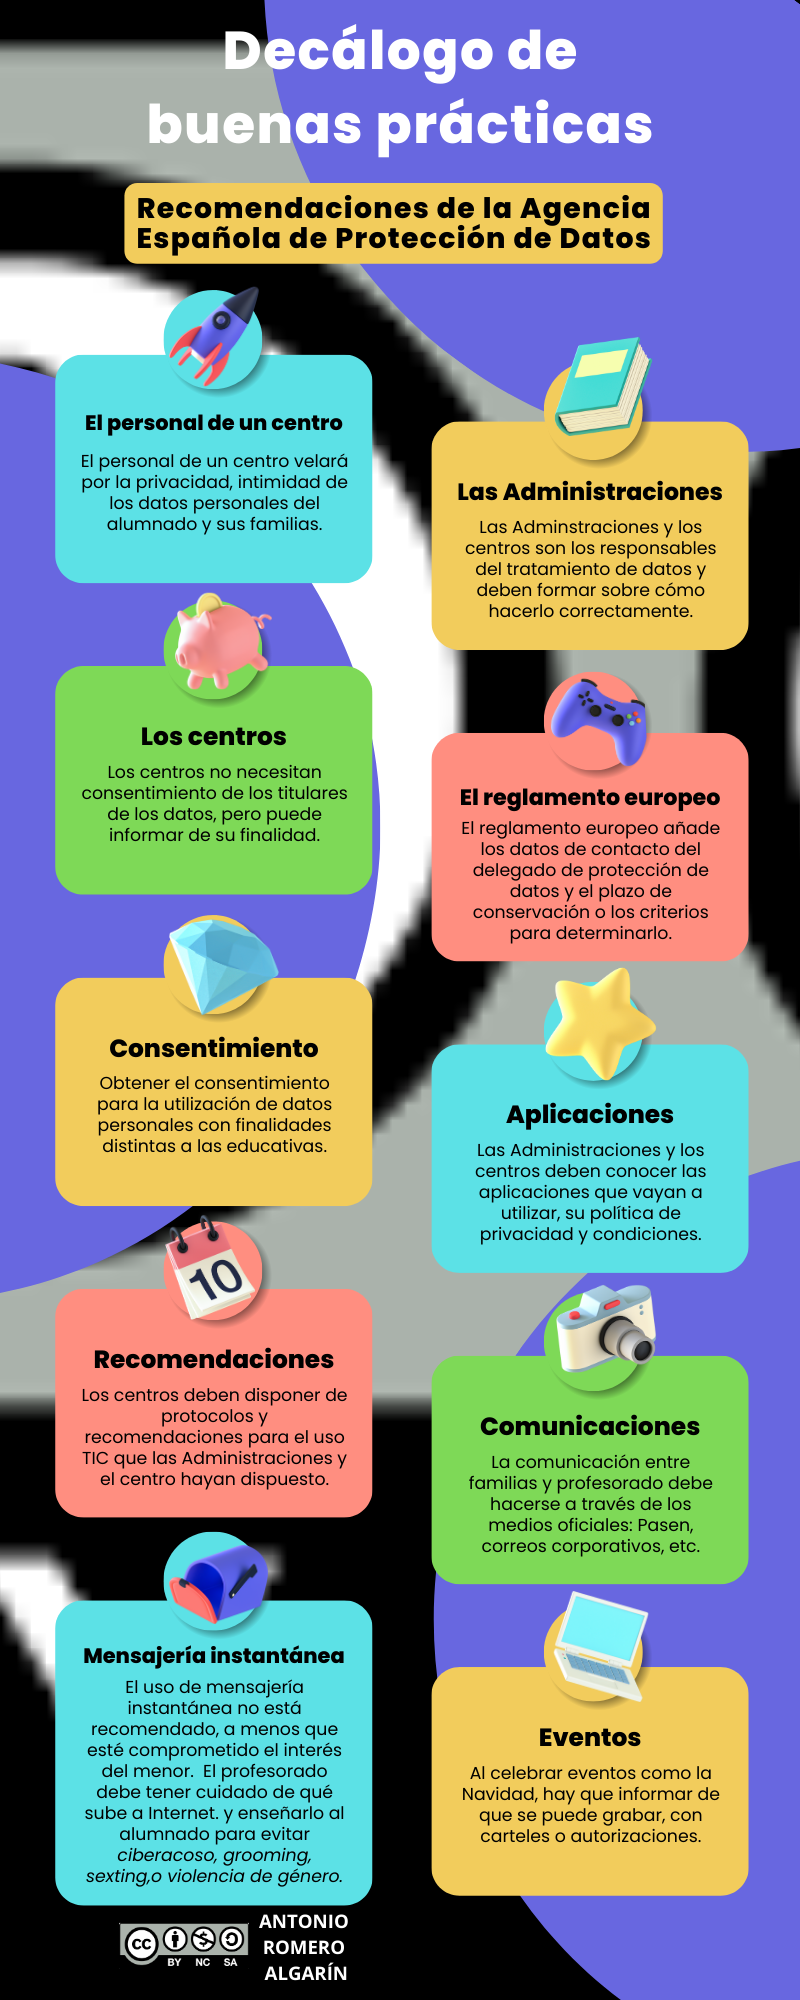 Decálogo de
buenas prácticas
Recomendaciones de la Agencia
Española de Protección de Datos
El personal de un centro
El personal de un centro velará
por la privacidad, intimidad de
los datos personales del
alumnado y sus familias.
Las Administraciones
Las Adminstraciones y los
centros son los responsables
del tratamiento de datos y
deben formar sobre cómo
hacerlo correctamente.
Los centros
Los centros no necesitan
consentimiento de los titulares
de los datos, pero puede
informar de su finalidad.
El reglamento europeo
El reglamento europeo añade
los datos de contacto del
delegado de protección de
datos y el plazo de
conservación o los criterios
para determinarlo.
Consentimiento
Obtener el consentimiento
para la utilización de datos
personales con finalidades
distintas a las educativas.
Aplicaciones
Las Administraciones y los
centros deben conocer las
aplicaciones que vayan a
utilizar, su política de
privacidad y condiciones.
10
Recomendaciones
Los centros deben disponer de
protocolos y
recomendaciones para el uso
TIC que las Administraciones y
el centro hayan dispuesto.
Comunicaciones
La comunicación entre
familias y profesorado debe
hacerse a través de los
medios oficiales: Pasen,
correos corporativos, etc.
Mensajería instantánea
El uso de mensajería
instantánea no está
recomendado, a menos que
esté comprometido el interés
del menor.  El profesorado
debe tener cuidado de qué
sube a Internet. y enseñarlo al
alumnado para evitar
ciberacoso, grooming,
sexting,o violencia de género.
Eventos
Al celebrar eventos como la
Navidad, hay que informar de
que se puede grabar, con
carteles o autorizaciones.
cc
BY NC SA
ANTONIO
ROMERO
ALGARÍN